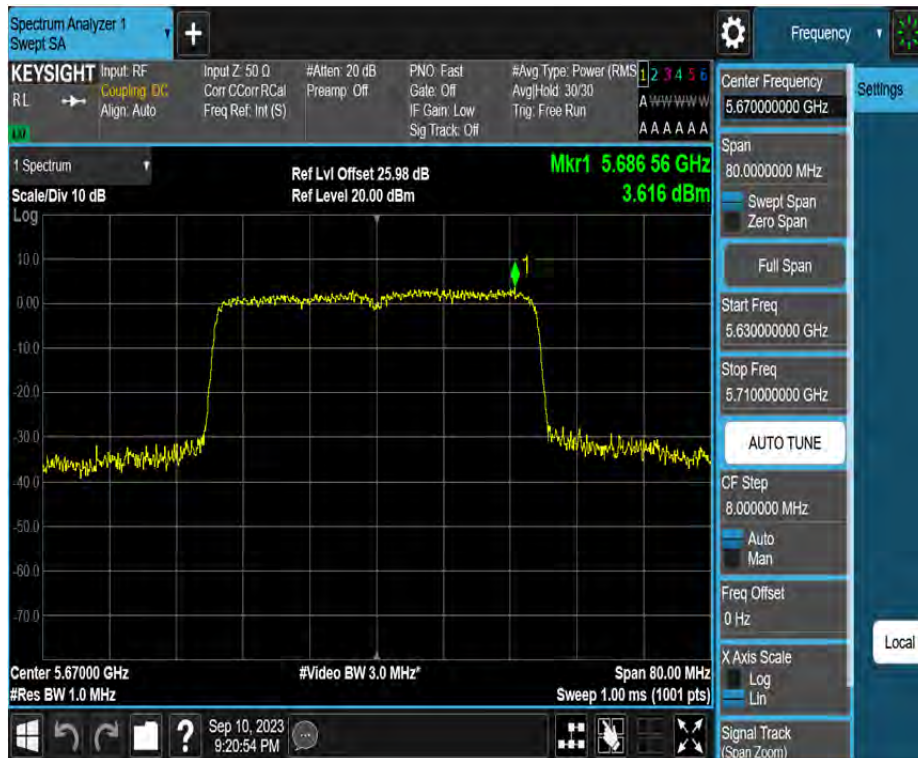 Spectrum Analyzer 1
Swept SA
+
Frequency
KEYSIGHT
RL
Input: RF
Coupling: DC
Align: Auto
Input Z: 50 Ω
Corr CCorr RCal
Freq Ref: Int (S)
#Atten: 20 dB
Preamp: Off
PNO: Fast
Gate: Off
IF Gain: Low
Sig Track: Off
#Avg Type: Power (RMS
Avg|Hold: 30/30
Trig: Free Run
1 2 3 4 5 6
A W W W W W
A A A A A A
Center Frequency
5.670000000 GHz
Settings
Span
80.0000000 MHz
Swept Span
Zero Span
Full Span
Start Freq
5.630000000 GHz
Stop Freq
5.710000000 GHz
AUTO TUNE
CF Step
8.000000 MHz
Auto
Man
Freq Offset
0 Hz
X Axis Scale
Log
Lin
Signal Track
(Span Zoom)
Local
1 Spectrum
Scale/Div 10 dB
Ref Lvl Offset 25.98 dB
Ref Level 20.00 dBm
Mkr1 5.686 56 GHz
3.616 dBm
Log
10.0
0.00
-10.0
-20.0
-30.0
-40.0
-50.0
-60.0
-70.0
1
Center 5.67000 GHz
#Res BW 1.0 MHz
#Video BW 3.0 MHz*
Span 80.00 MHz
Sweep 1.00 ms (1001 pts)
?
Sep 10, 2023
9:20:54 PM